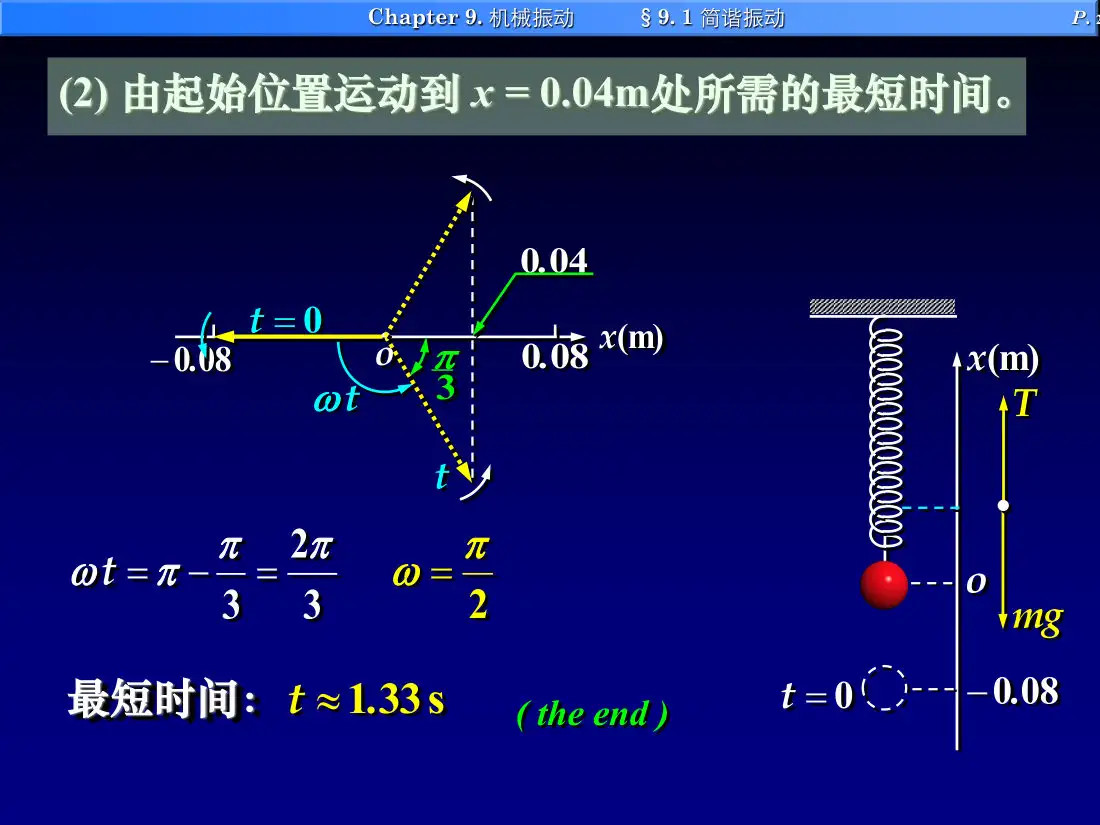 Chapter 9. 机械振动 §9. 1 简谐振动 P.
(2) 由起始位置运动到 x = 0.04m处所需的最短时间。
0.04
t = 0
x(m)
− 0.08
o
π/3
0.08
ωt
t
x(m)
T
ωt = π − π/3 = 2π/3 ω = π/2
o
mg
最短时间: t ≈ 1.33 s
( the end )
t = 0
− 0.08